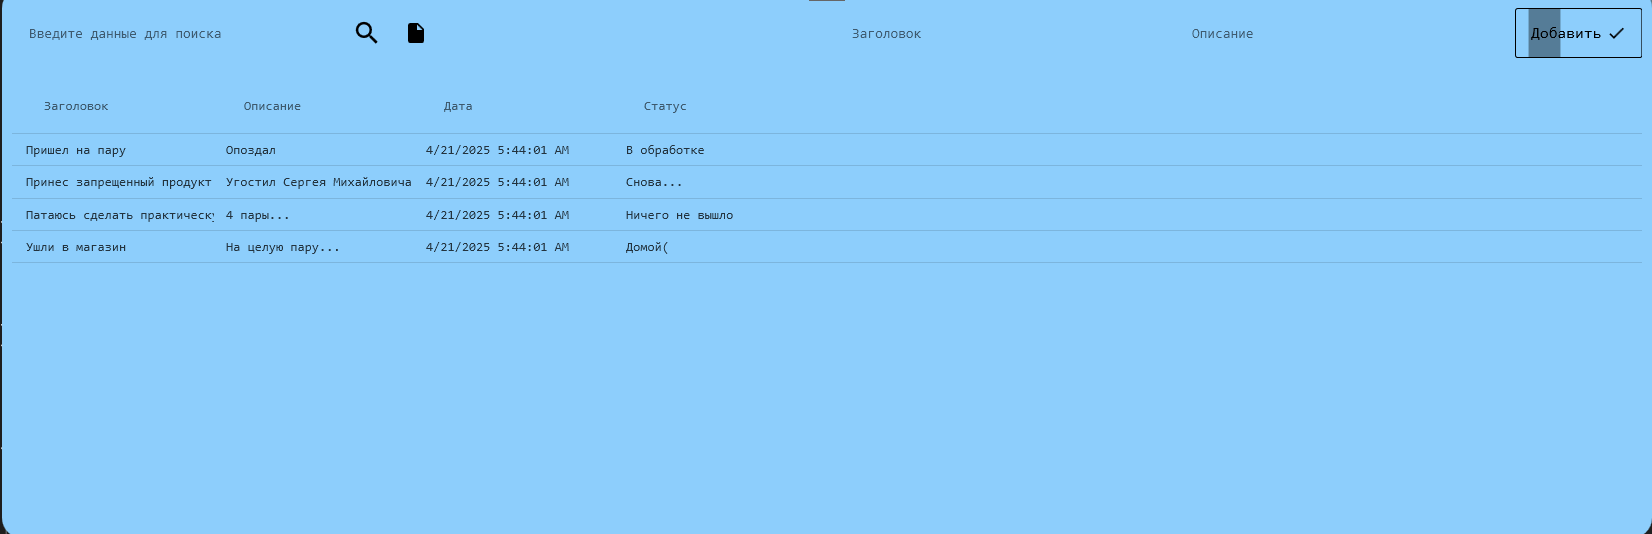 Введите данные для поиска Заголовок Описание Добавить
Заголовок Описание Дата Статус
Пришел на пару Опоздал 4/21/2025 5:44:01 AM В обработке
Принес запрещенный продукт Угостил Сергея Михайловича 4/21/2025 5:44:01 AM Снова...
Патаюсь сделать практическ 4 пары... 4/21/2025 5:44:01 AM Ничего не вышло
Ушли в магазин На целую пару... 4/21/2025 5:44:01 AM Домой(